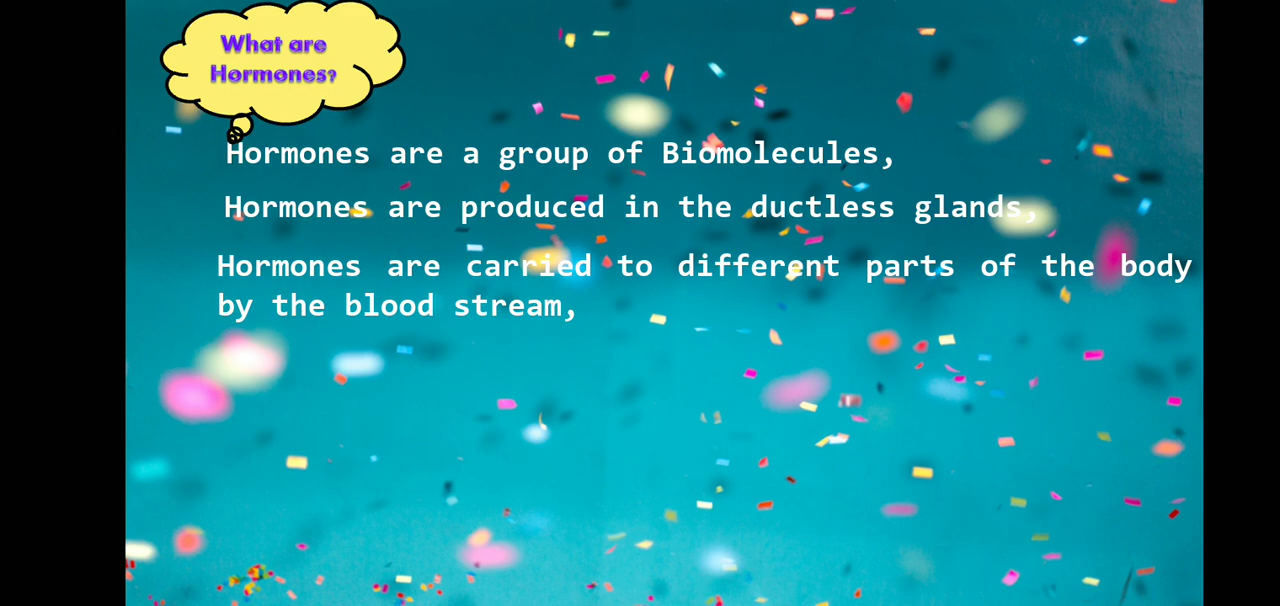 What are
Hormones?
Hormones are a group of Biomolecules,
Hormones are produced in the ductless glands,
Hormones are carried to different parts of the body
by the blood stream,